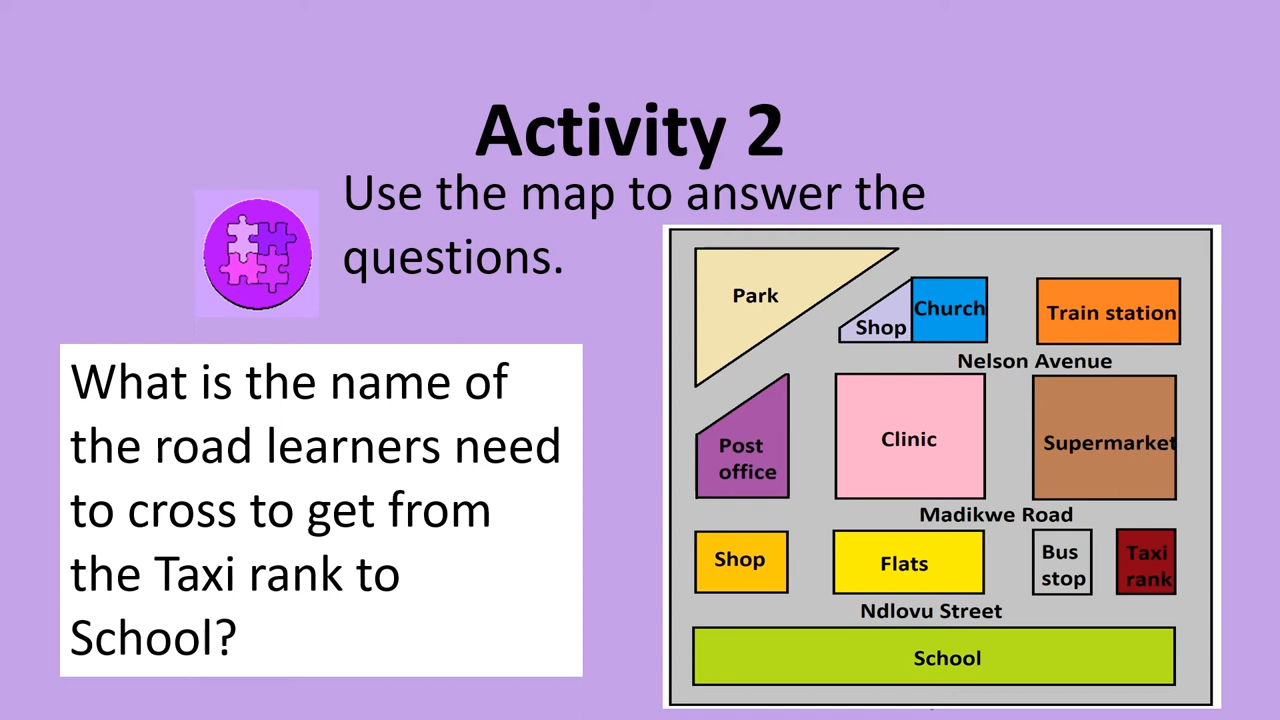 Activity 2
Use the map to answer the
questions.
What is the name of
the road learners need
to cross to get from
the Taxi rank to
School?
Park
Shop
Church
Train station
Nelson Avenue
Post
office
Clinic
Supermarket
Madikwe Road
Shop
Flats
Bus
stop
Taxi
rank
Ndlovu Street
School